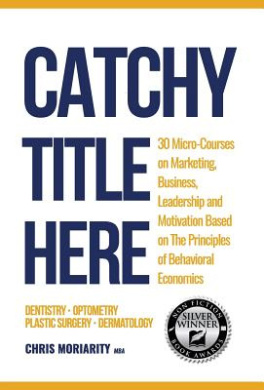 CATCHY
TITLE
HERE
30 Micro-Courses
on Marketing,
Business,
Leadership and
Motivation Based
on The Principles
of Behavioral
Economics
DENTISTRY • OPTOMETRY
PLASTIC SURGERY • DERMATOLOGY
CHRIS MORIARITY MBA
NON FICTION
SILVER
WINNER
BOOK AWARDS